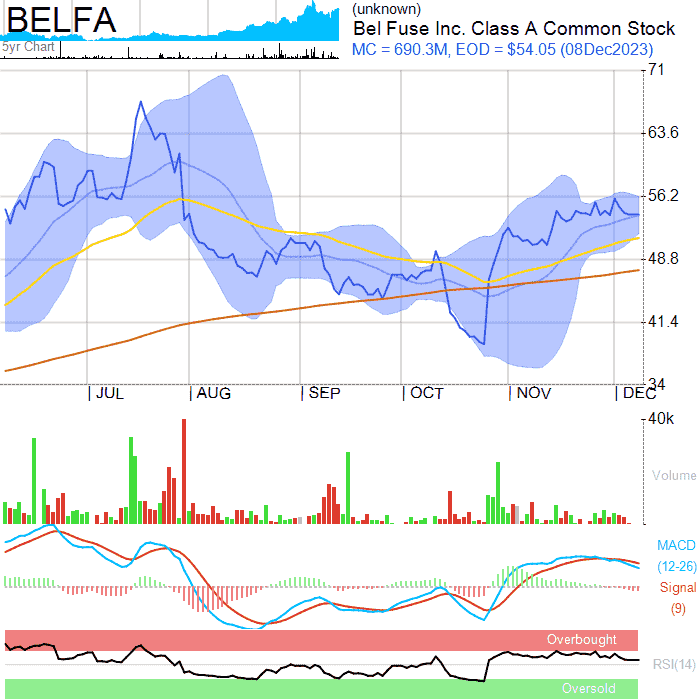 BELFA
5yr Chart
(unknown)
Bel Fuse Inc. Class A Common Stock
MC = 690.3M, EOD = $54.05 (08Dec2023)
71
63.6
56.2
48.8
41.4
34
JUL
AUG
SEP
OCT
NOV
DEC
40k
Volume
MACD
(12-26)
Signal
(9)
Overbought
RSI(14)
Oversold